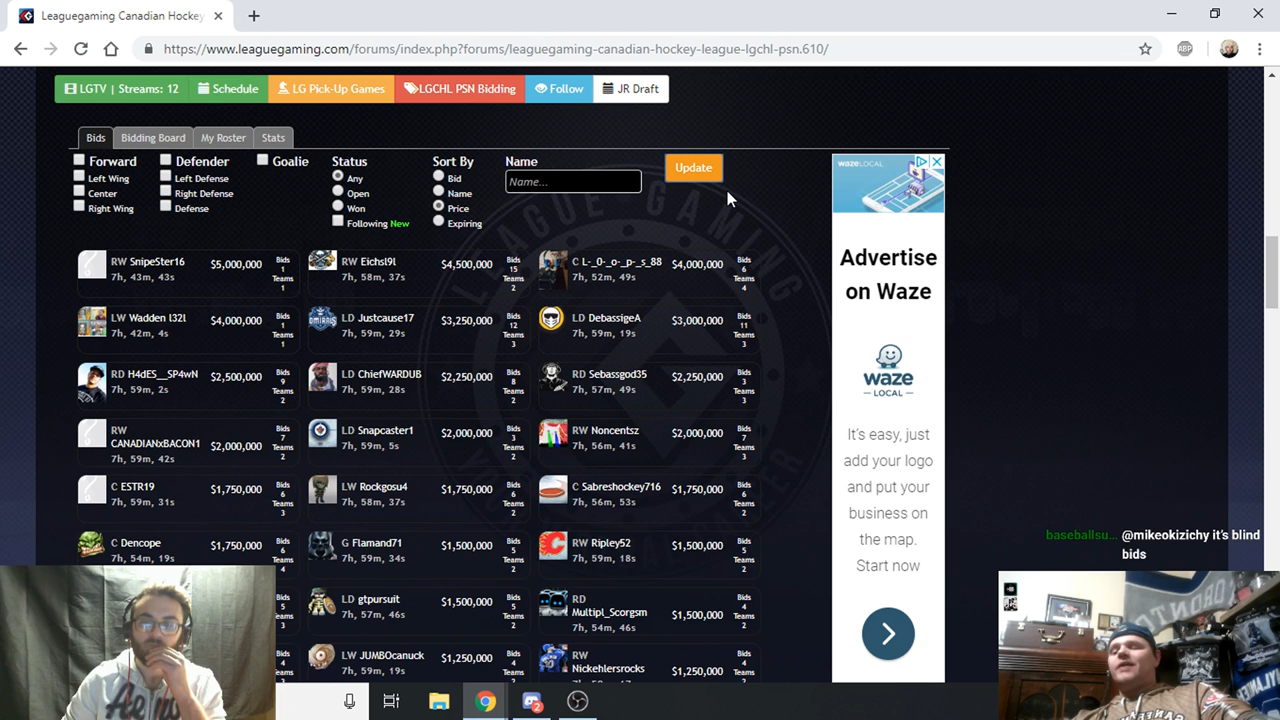 Leaguegaming Canadian Hockey
https://www.leaguegaming.com/forums/index.php?forums/leaguegaming-canadian-hockey-league-lgchl-psn.610/
ABP
LGTV | Streams: 12
Schedule
LG Pick-Up Games
LGCHL PSN Bidding
Follow
JR Draft
Bids
Bidding Board
My Roster
Stats
Forward
Left Wing
Center
Right Wing
Defender
Left Defense
Right Defense
Defense
Goalie
Status
Any
Open
Won
Following New
Sort By
Bid
Name
Price
Expiring
Name
Name...
Update
RW SnipeSter16
7h, 43m, 43s
$5,000,000
Bids
1
Teams
1
RW Eichsl9l
7h, 58m, 37s
$4,500,000
Bids
15
Teams
2
C L-_0-_o-_p-_s_88
7h, 52m, 49s
$4,000,000
Bids
6
Teams
4
LW Wadden l32l
7h, 42m, 4s
$4,000,000
Bids
1
Teams
1
LD Justcause17
7h, 59m, 29s
$3,250,000
Bids
12
Teams
3
LD DebassigeA
7h, 59m, 19s
$3,000,000
Bids
11
Teams
3
RD H4dES__SP4wN
7h, 59m, 2s
$2,500,000
Bids
9
Teams
2
LD ChiefWARDUB
7h, 59m, 28s
$2,250,000
Bids
8
Teams
2
RD Sebassgod35
7h, 57m, 49s
$2,250,000
Bids
3
Teams
3
RW
CANADIANxBACON1
7h, 59m, 42s
$2,000,000
Bids
7
Teams
2
LD Snapcaster1
7h, 59m, 5s
$2,000,000
Bids
3
Teams
2
RW Noncentsz
7h, 56m, 41s
$2,000,000
Bids
7
Teams
3
C ESTR19
7h, 59m, 31s
$1,750,000
Bids
6
Teams
3
LW Rockgosu4
7h, 58m, 37s
$1,750,000
Bids
6
Teams
2
C Sabreshockey716
7h, 56m, 53s
$1,750,000
Bids
6
Teams
2
C Dencope
7h, 54m, 19s
$1,750,000
Bids
6
Teams
4
G Flamand71
7h, 59m, 34s
$1,500,000
Bids
5
Teams
2
RW Ripley52
7h, 59m, 18s
$1,500,000
Bids
5
Teams
2
Bids
5
Teams
3
LD gtpursuit
7h, 57m, 46s
$1,500,000
Bids
5
Teams
2
RD
Multipl_Scorgsm
7h, 54m, 46s
$1,500,000
Bids
4
Teams
2
Bids
4
Teams
LW JUMBOcanuck
7h, 59m, 19s
$1,250,000
Bids
4
Teams
RW
Nickehlersrocks
$1,250,000
Bids
4
Teams
waze LOCAL
Advertise
on Waze
waze
LOCAL
It's easy, just
add your logo
and put your
business on
the map.
Start now
baseballsu... @mikeokizichy it's blind
bids
2